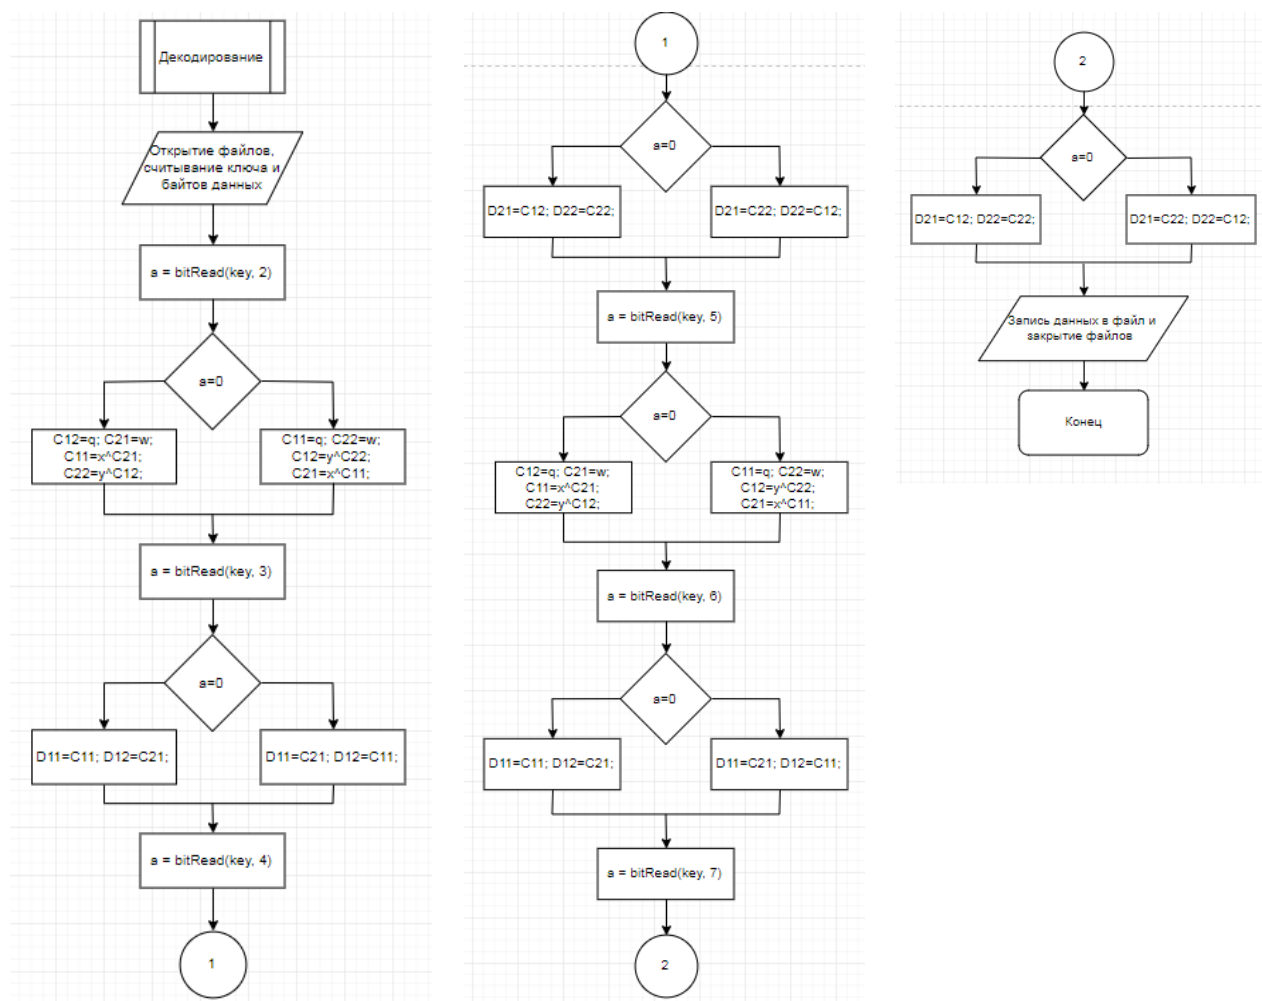 Декодирование
Открытие файлов,
считывание ключа и
байтов данных
a = bitRead(key, 2)
a=0
C12=q; C21=w;
C11=x^C21;
C22=y^C12;
C11=q; C22=w;
C12=y^C22;
C21=x^C11;
a = bitRead(key, 3)
a=0
D11=C11; D12=C21;
D11=C21; D12=C11;
a = bitRead(key, 4)
1
1
a=0
D21=C12; D22=C22;
D21=C22; D22=C12;
a = bitRead(key, 5)
a=0
C12=q; C21=w;
C11=x^C21;
C22=y^C12;
C11=q; C22=w;
C12=y^C22;
C21=x^C11;
a = bitRead(key, 6)
a=0
D11=C11; D12=C21;
D11=C21; D12=C11;
a = bitRead(key, 7)
2
2
a=0
D21=C12; D22=C22;
D21=C22; D22=C12;
Запись данных в файл и
закрытие файлов
Конец